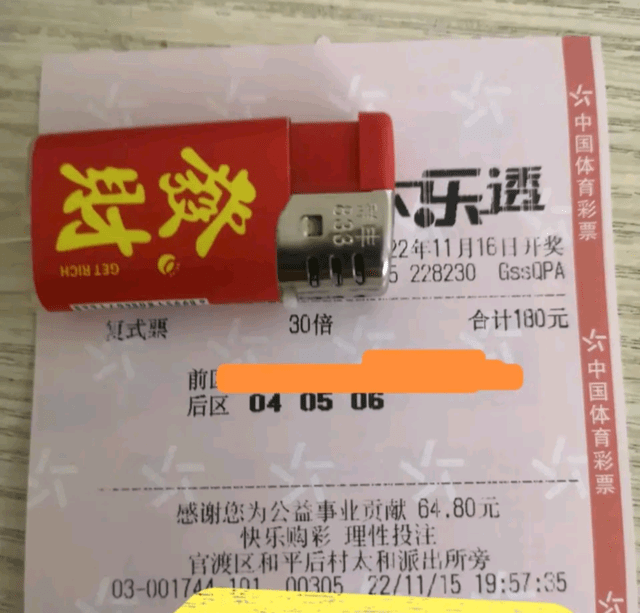 發財
GET RICH
乐透
22年11月16日开奖
5 228230 GssQPA
复式票 30倍 合计180元
前
后区 04 05 06
感谢您为公益事业贡献 64.80元
快乐购彩 理性投注
官渡区和平后村太和派出所旁
03-001744 101 00305 22/11/15 19:57:35
中国体育彩票
中国体育彩票